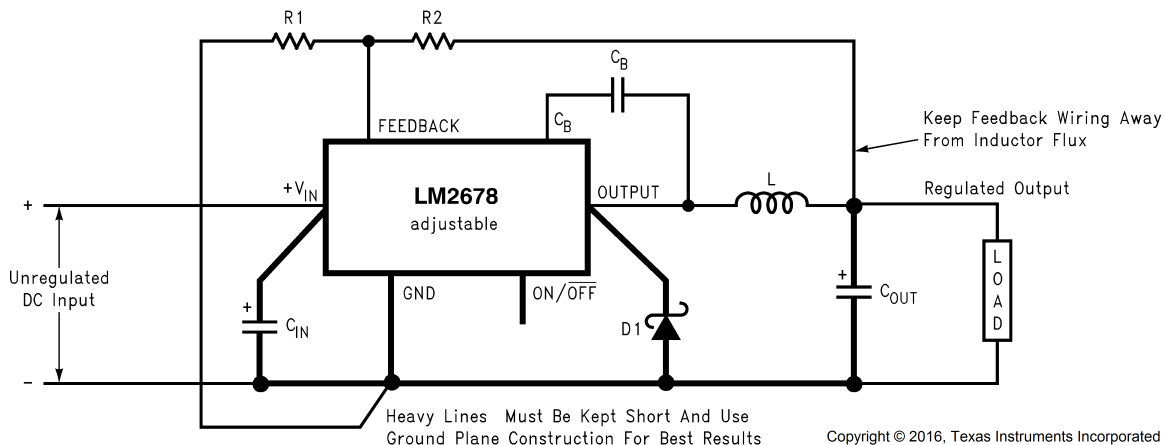 R1
R2
C_B
FEEDBACK
C_B
Keep Feedback Wiring Away
From Inductor Flux
+V_IN
LM2678
adjustable
OUTPUT
L
Regulated Output
+
Unregulated
DC Input
-
+
C_IN
GND
ON/OFF
D1
+
C_OUT
LOAD
Heavy Lines Must Be Kept Short And Use
Ground Plane Construction For Best Results
Copyright © 2016, Texas Instruments Incorporated